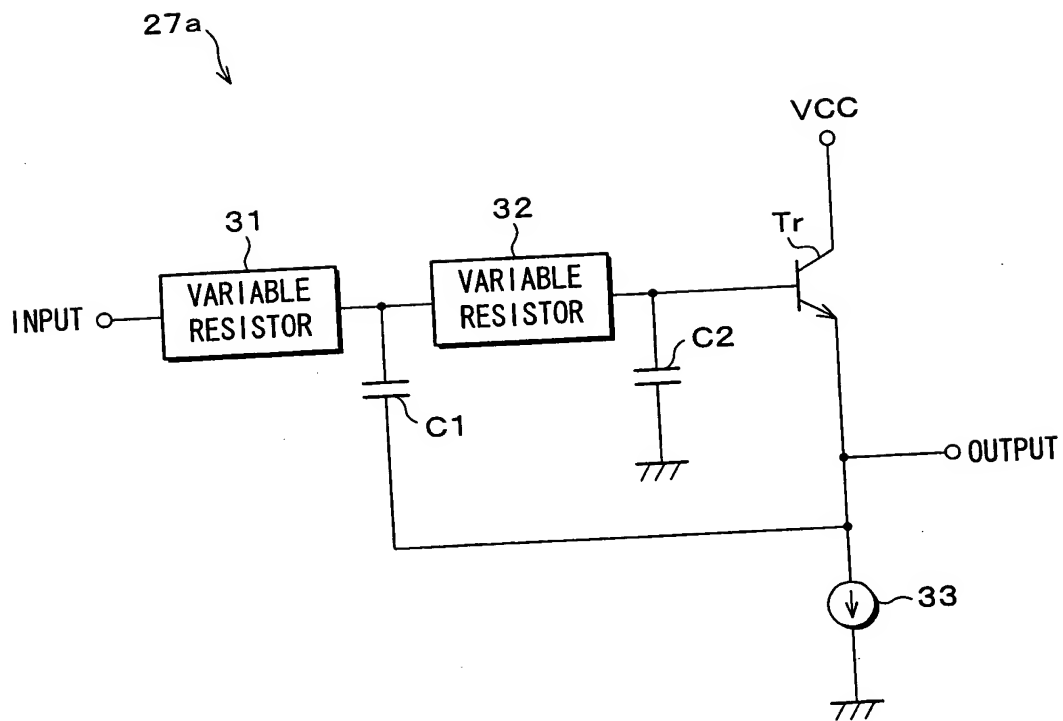 27a
VCC
Tr
31
32
VARIABLE
RESISTOR
VARIABLE
RESISTOR
INPUT
C2
C1
OUTPUT
33